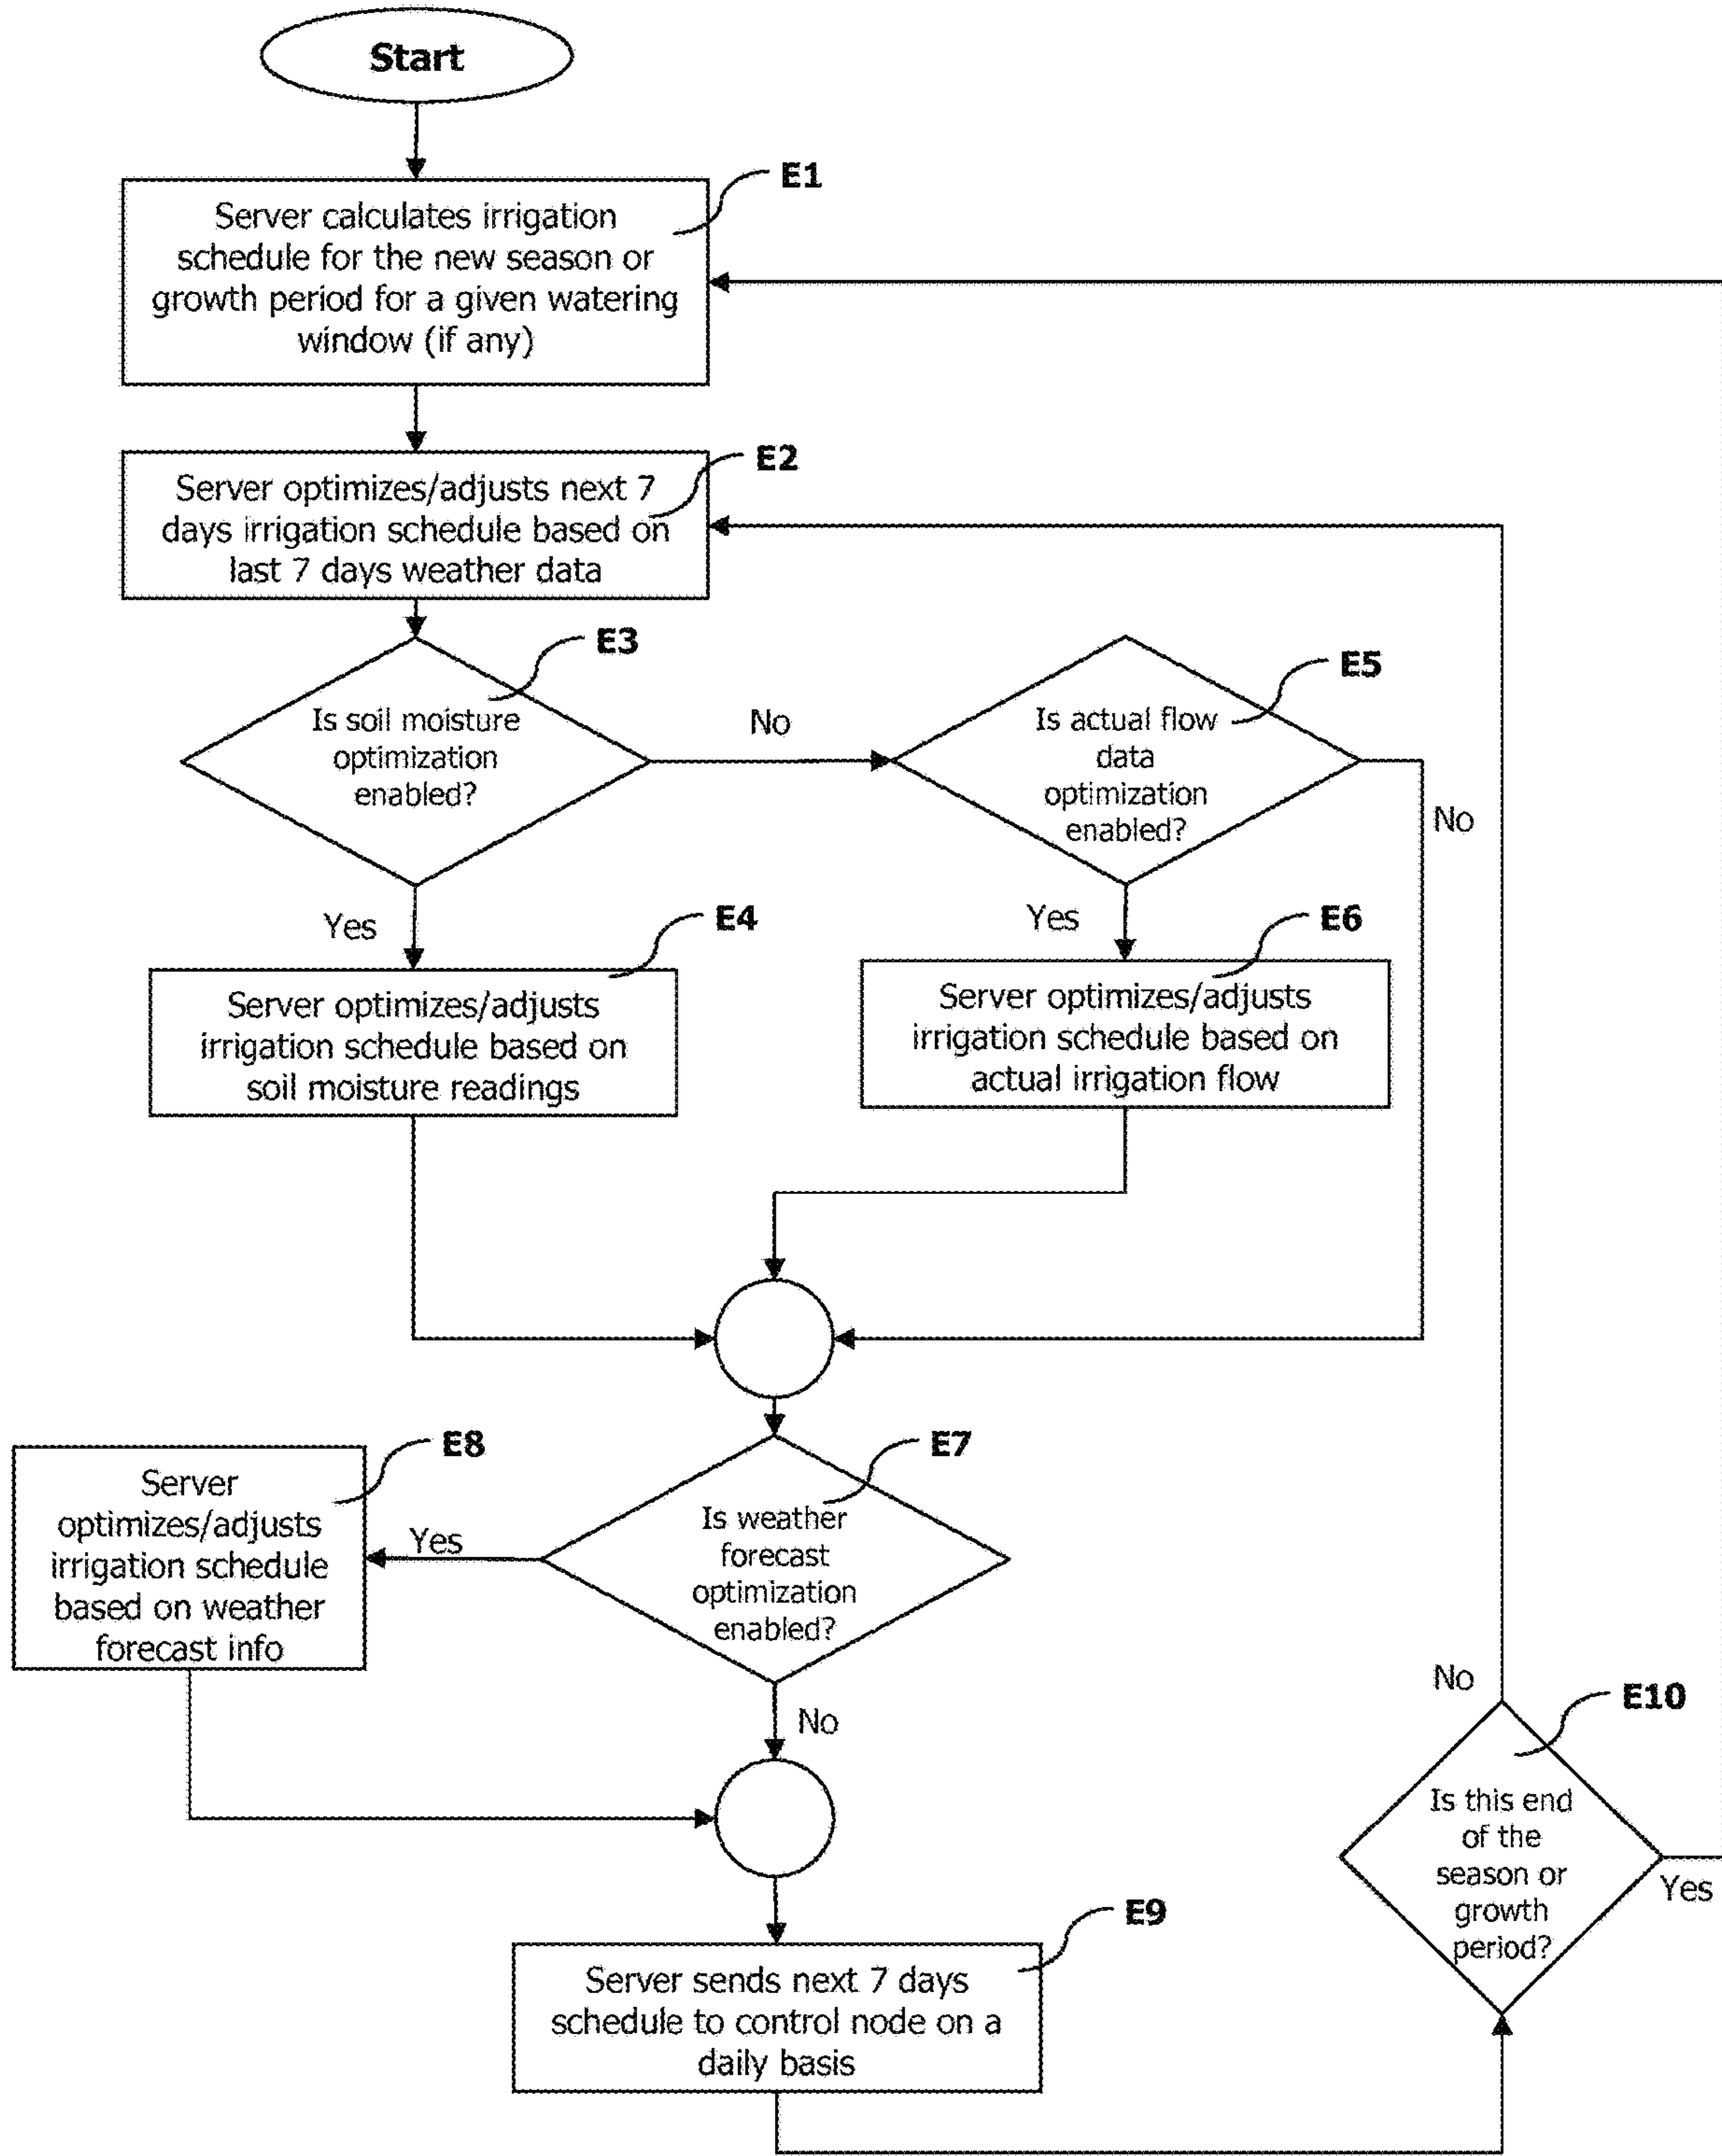 Start
E1
Server calculates irrigation
schedule for the new season or
growth period for a given watering
window (if any)
E2
Server optimizes/adjusts next 7
days irrigation schedule based on
last 7 days weather data
E3
Is soil moisture
optimization
enabled?
No
E5
Is actual flow
data
optimization
enabled?
No
Yes
E4
Server optimizes/adjusts
irrigation schedule based on
soil moisture readings
Yes
E6
Server optimizes/adjusts
irrigation schedule based on
actual irrigation flow
E7
Is weather
forecast
optimization
enabled?
Yes
E8
Server
optimizes/adjusts
irrigation schedule
based on weather
forecast info
No
E9
Server sends next 7 days
schedule to control node on a
daily basis
E10
Is this end
of the
season or
growth
period?
No
Yes